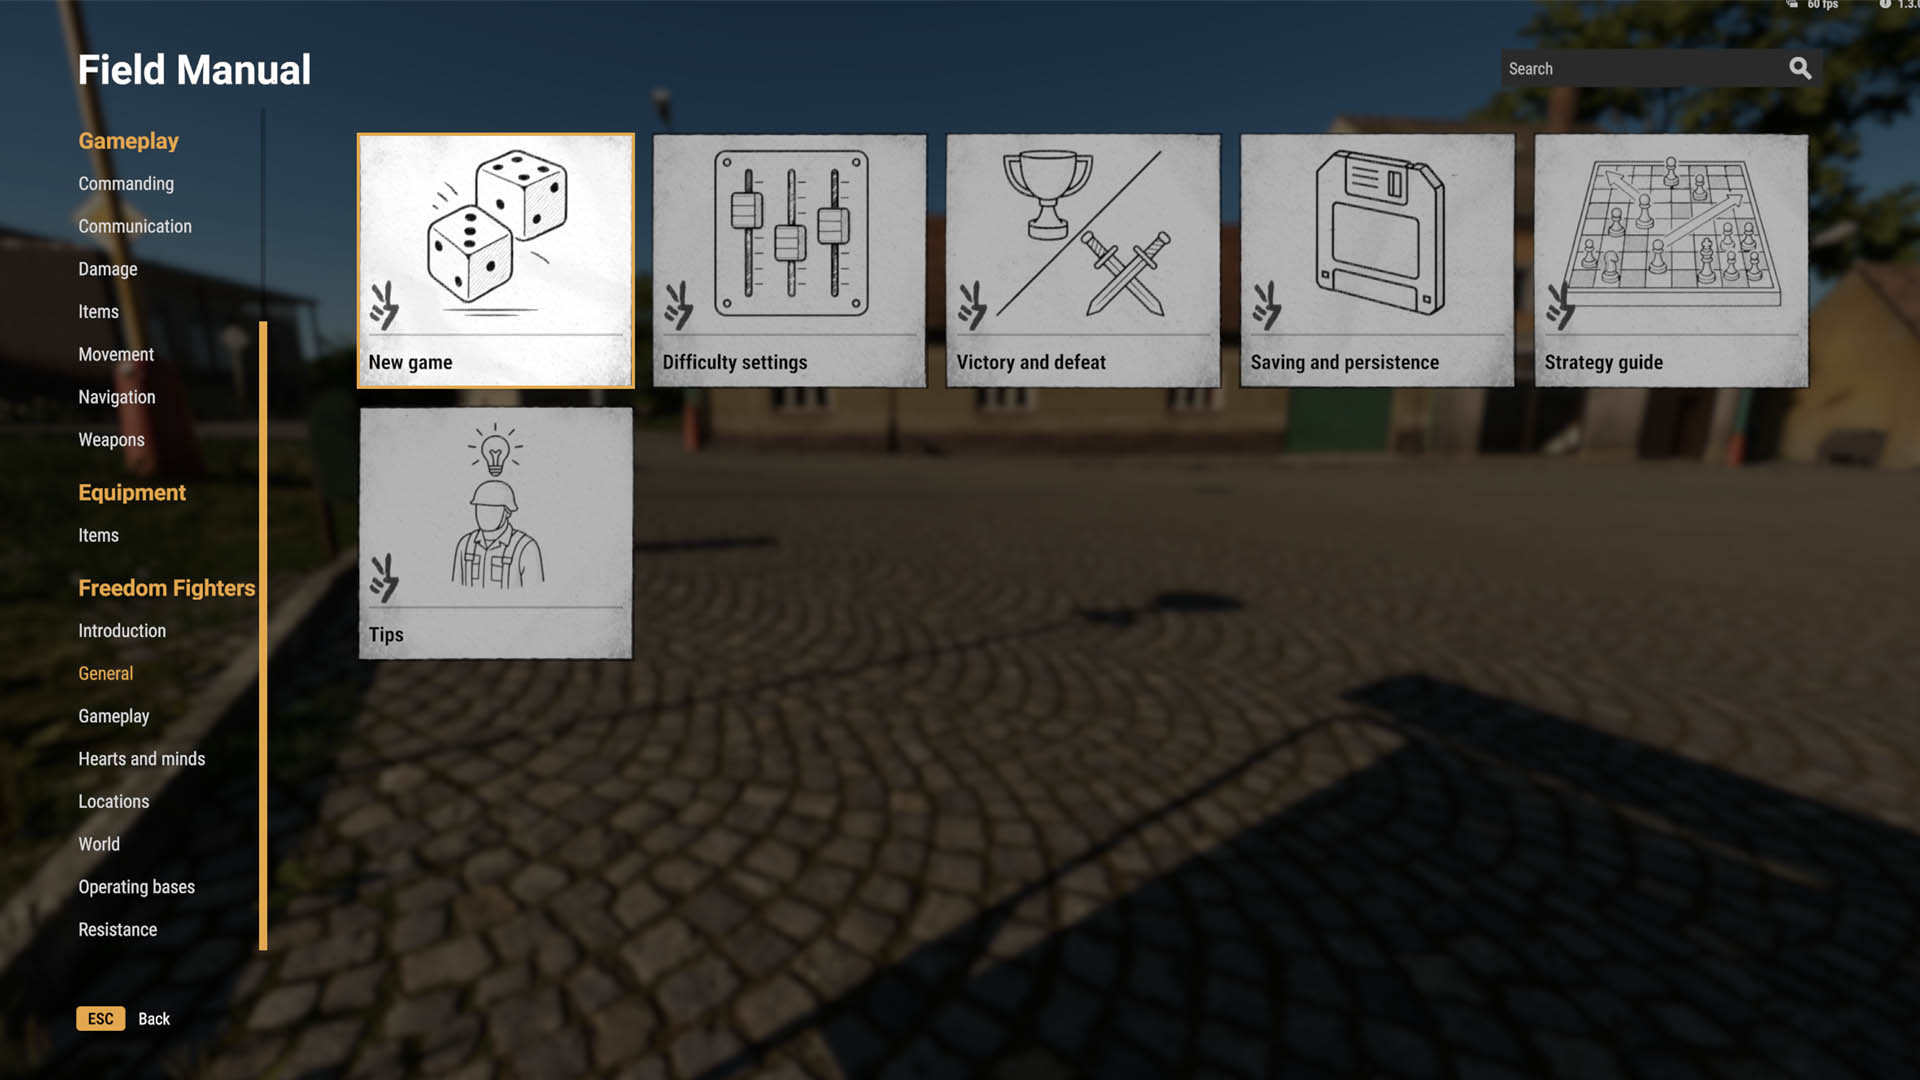 60 fps
1.3.0
Field Manual
Search
Gameplay
Commanding
Communication
Damage
Items
Movement
Navigation
Weapons
Equipment
Items
Freedom Fighters
Introduction
General
Gameplay
Hearts and minds
Locations
World
Operating bases
Resistance
New game
Difficulty settings
Victory and defeat
Saving and persistence
Strategy guide
Tips
ESC Back